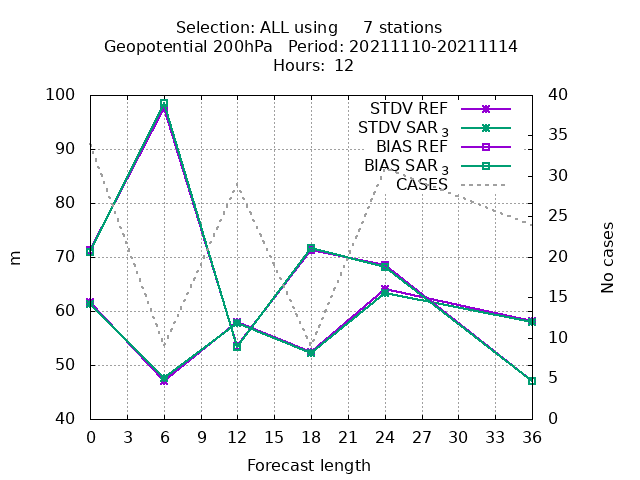 Selection: ALL using     7 stations
Geopotential 200hPa   Period: 20211110-20211114
Hours: 12
STDV REF
STDV SAR 3
BIAS REF
BIAS SAR 3
CASES
100
90
80
70
60
50
40
m
40
35
30
25
20
15
10
5
0
No cases
0 3 6 9 12 15 18 21 24 27 30 33 36
Forecast length